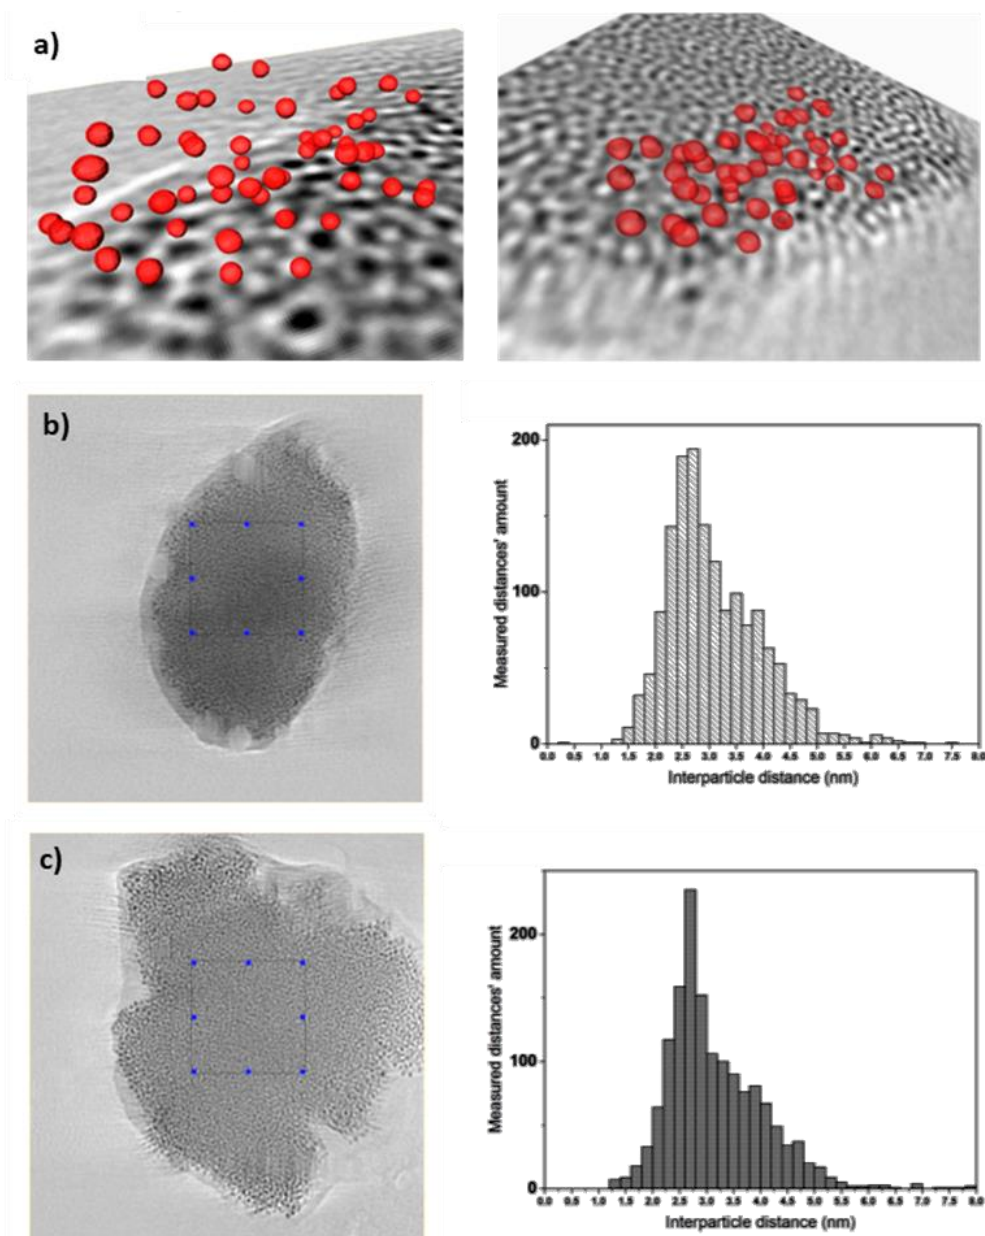 a)
b)
200
100
0
Measured distances' amount
0.0 0.5 1.0 1.5 2.0 2.5 3.0 3.5 4.0 4.5 5.0 5.5 6.0 6.5 7.0 7.5 8.0
Interparticle distance (nm)
c)
200
100
0
Measured distances' amount
0.0 0.5 1.0 1.5 2.0 2.5 3.0 3.5 4.0 4.5 5.0 5.5 6.0 6.5 7.0 7.5 8.0
Interparticle distance (nm)